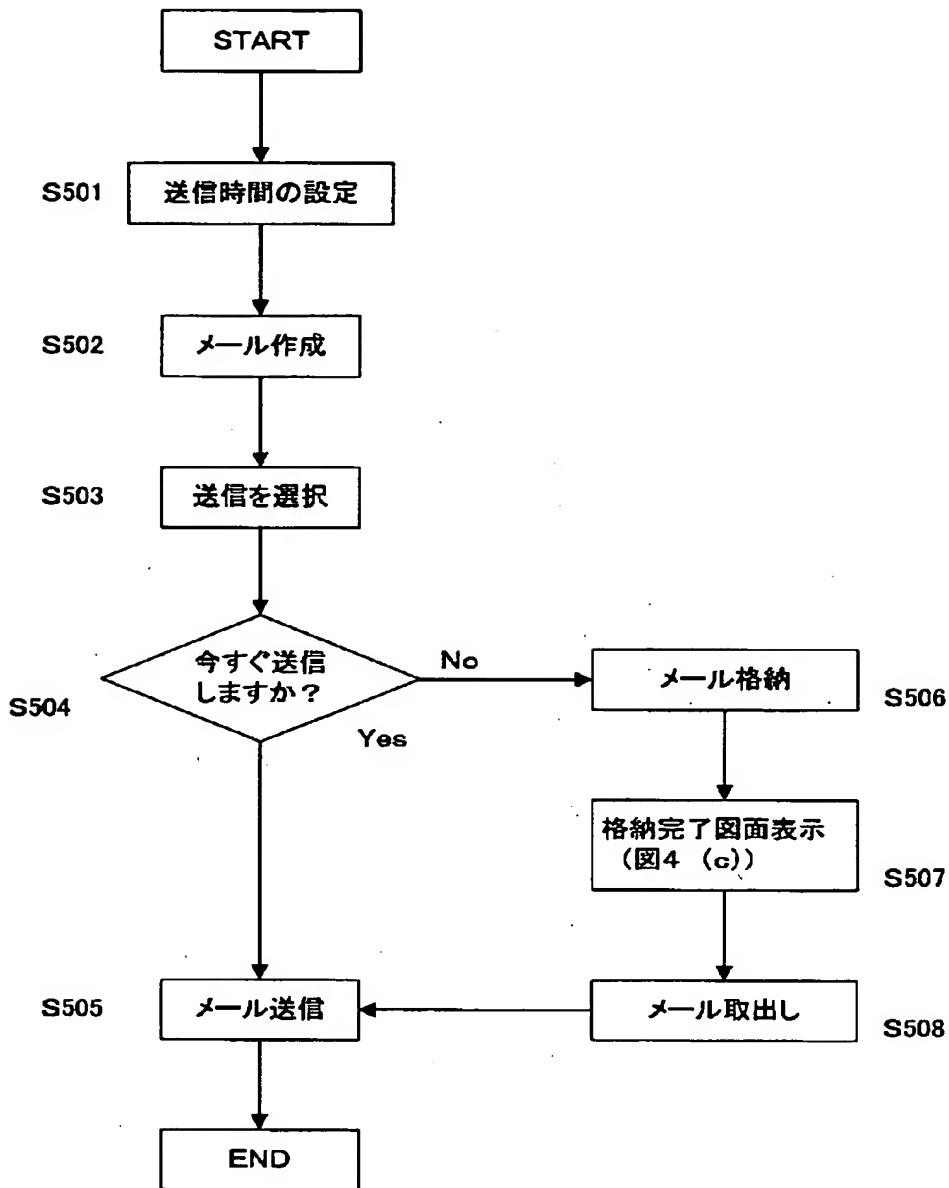 START
S501
送信時間の設定
S502
メール作成
S503
送信を選択
S504
今すぐ送信
しますか？
No
Yes
メール格納
S506
格納完了図面表示
（図4 （c））
S507
S505
メール送信
メール取出し
S508
END